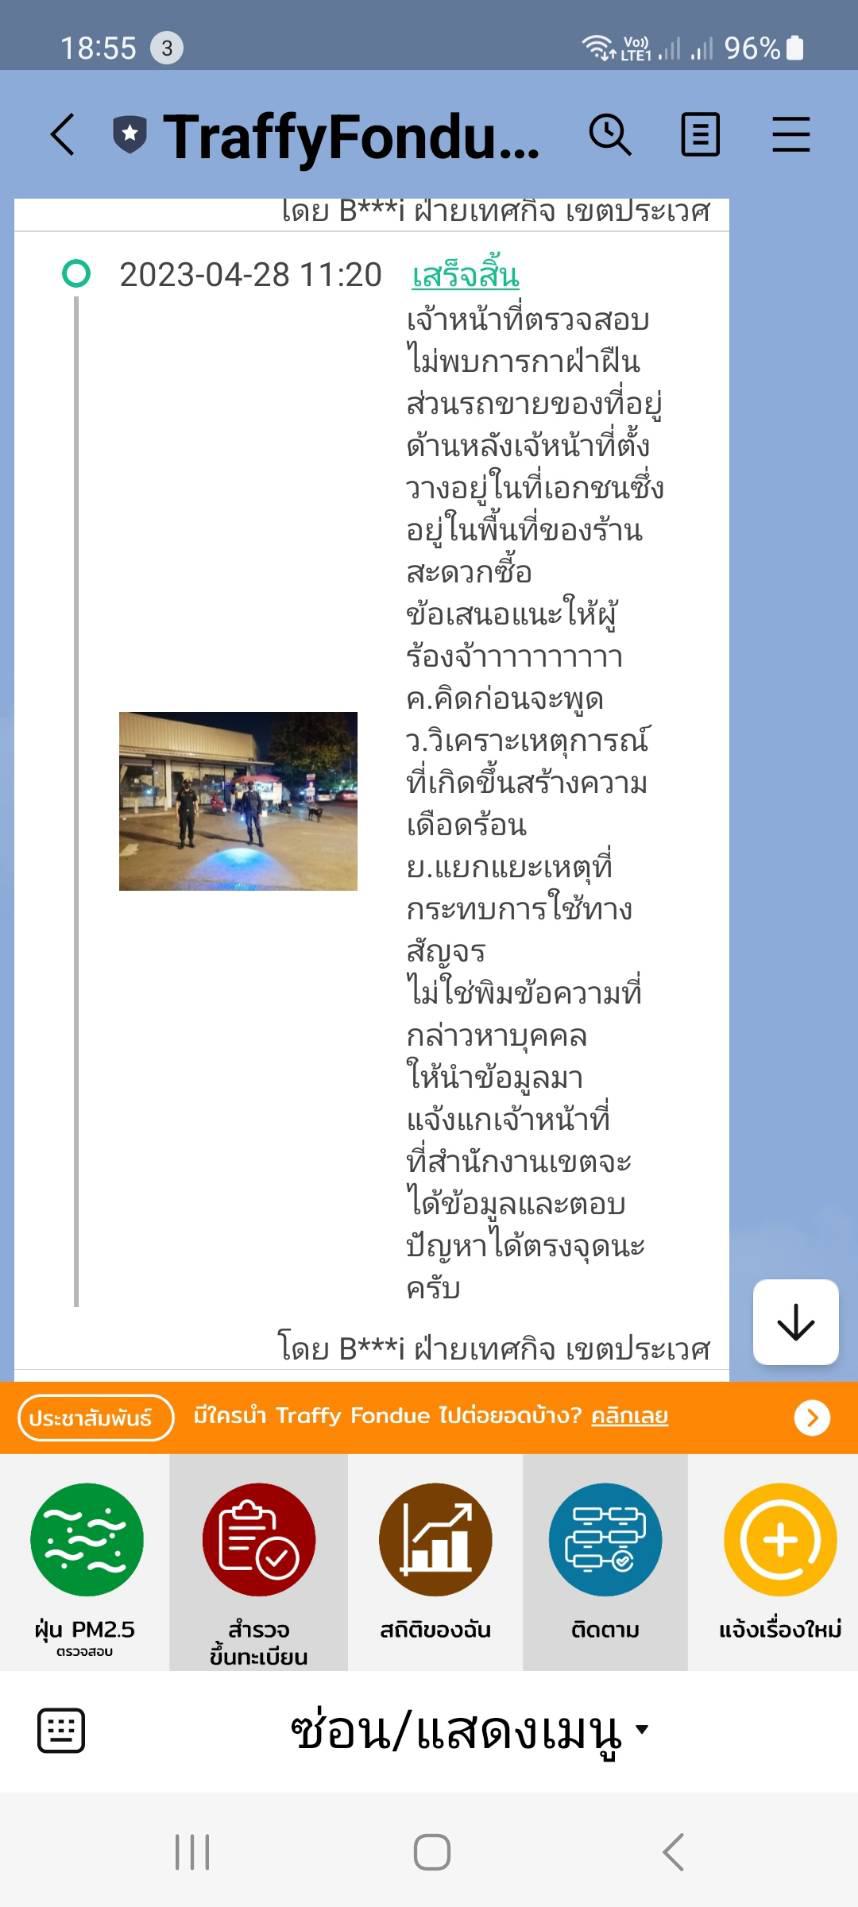 18:55 3 Vo)) LTE1 96%
TraffyFondu...
โดย B***i ฝ่ายเทศกิจ เขตประเวศ
2023-04-28 11:20 เสร็จสิ้น
เจ้าหน้าที่ตรวจสอบ
ไม่พบการกาฝ่าฝืน
ส่วนรถขายของที่อยู่
ด้านหลังเจ้หน้าที่ตั้ง
วางอยู่ในที่เอกชนซึ่ง
อยู่ในพื้นที่ของร้าน
สะดวกซื้อ
ข้อเสนอแนะให้ผู้
ร้องจ้าาาาาาาาาา
ค.คิดก่อนจะพูด
ว.วิเคราะเหตุการณ์
ที่เกิดขึ้นสร้างความ
เดือดร้อน
ย.แยกแยะเหตุที่
กระทบการใช้ทาง
สัญจร
ไม่ใช่พิมข้อความที่
กล่าวหาบุคคล
ให้นำข้อมูลมา
แจ้งแกเจ้าหน้าที่
ที่สำนักงานเขตจะ
ได้ข้อมูลและตอบ
ปัญหาได้ตรงจุดนะ
ครับ
โดย B***i ฝ่ายเทศกิจ เขตประเวศ
ประชาสัมพันธ์ มีใครนำ Traffy Fondue ไปต่อยอดบ้าง? คลิกเลย
ฝุ่น PM2.5 สำรวจ สถิติของฉัน ติดตาม แจ้งเรื่องใหม่
ตรวจสอบ ขึ้นทะเบียน
ซ่อน/แสดงเมนู